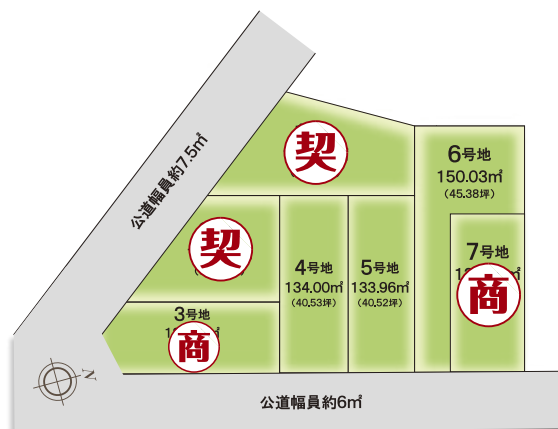 公道幅員約7.5㎡
契
契
6号地
150.03㎡
(45.38坪)
4号地
134.00㎡
(40.53坪)
5号地
133.96㎡
(40.52坪)
7号地
商
3号地
商
N
公道幅員約6㎡